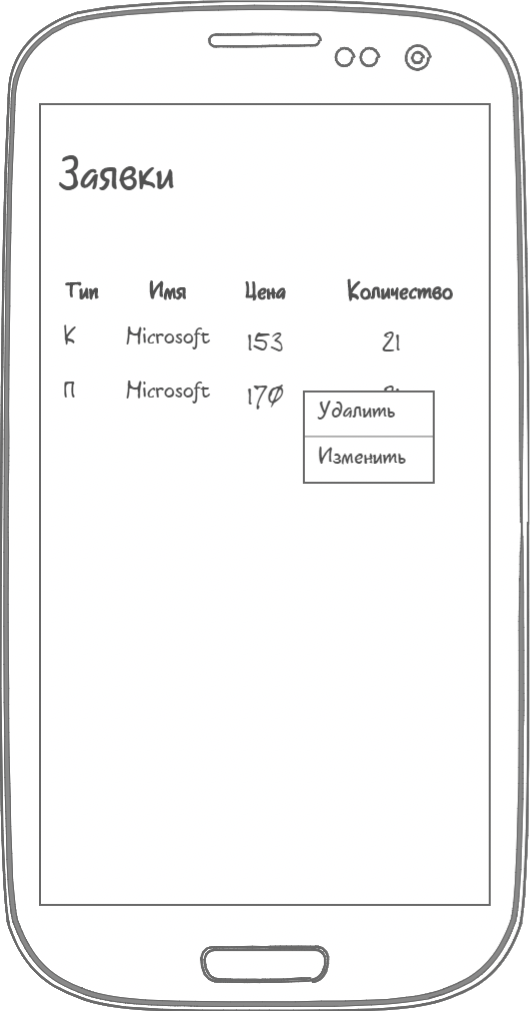 Заявки
Тип Имя Цена Количество
К Microsoft 153 21
П Microsoft 170
Удалить
Изменить